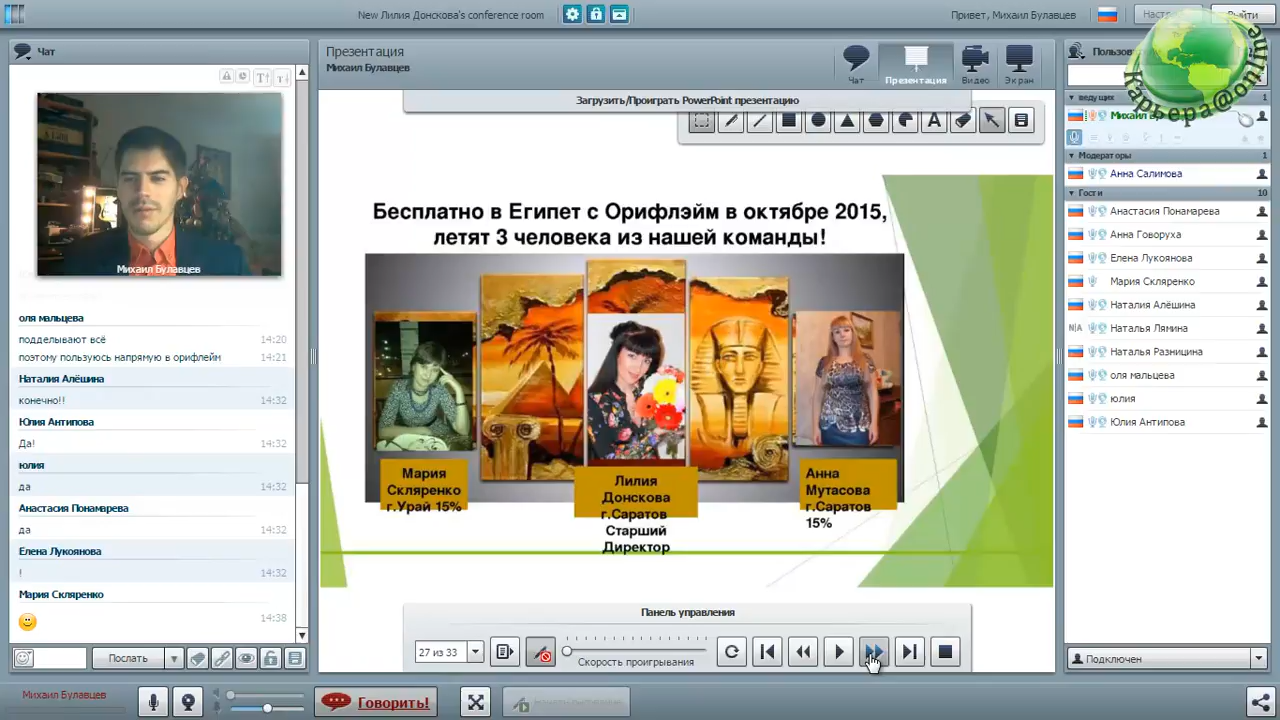 New Лилия Донскова's conference room
Привет, Михаил Булавцев
Выйти
Карьера@online
Чат
Михаил Булавцев
оля мальцева
подделывают всё 14:20
поэтому пользуюсь напрямую в орифлейм 14:21
Наталия Алёшина
конечно!! 14:32
Юлия Антипова
Да! 14:32
юлия
да 14:32
Анастасия Понамарева
да 14:32
Елена Лукоянова
! 14:32
Мария Скляренко
14:38
Послать
Презентация
Михаил Булавцев
Чат
Презентация
Видео
Экран
Загрузить/Проиграть PowerPoint презентацию
Бесплатно в Египет с Орифлэйм в октябре 2015,
летят 3 человека из нашей команды!
Мария
Скляренко
г.Урай 15%
Лилия
Донскова
г.Саратов
Старший
Директор
Анна
Мутасова
г.Саратов
15%
Панель управления
27 из 33
Скорость проигрывания
ведущих 1
Модераторы 1
Анна Салимова
Гости 10
Анастасия Понамарева
Анна Говоруха
Елена Лукоянова
Мария Скляренко
Наталия Алёшина
N/A Наталья Лямина
Наталья Разницина
оля мальцева
юлия
Юлия Антипова
Подключен
Михаил Булавцев
Говорить!